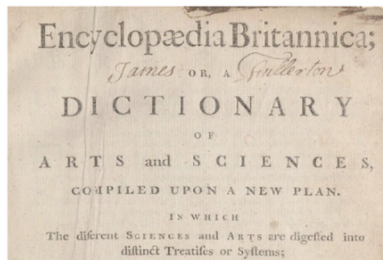 Encyclopædia Britannica;
James OR, A Fullerton
DICTIONARY
OF
ARTS and SCIENCES,
COMPILED UPON A NEW PLAN.
IN WHICH
The different SCIENCES and ARTS are digested into
distinct Treatises or Systems;